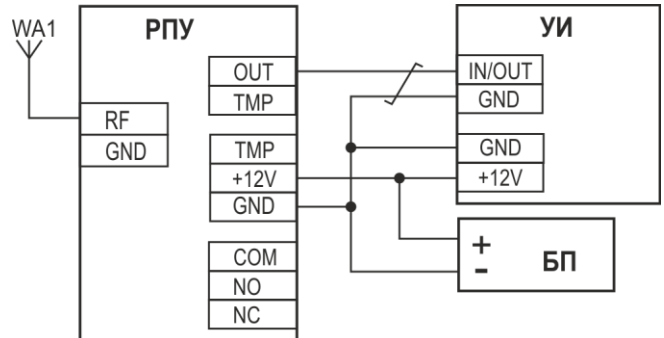 WA1
РПУ
RF
GND
OUT
TMP
TMP
+12V
GND
COM
NO
NC
УИ
IN/OUT
GND
GND
+12V
+
-
БП